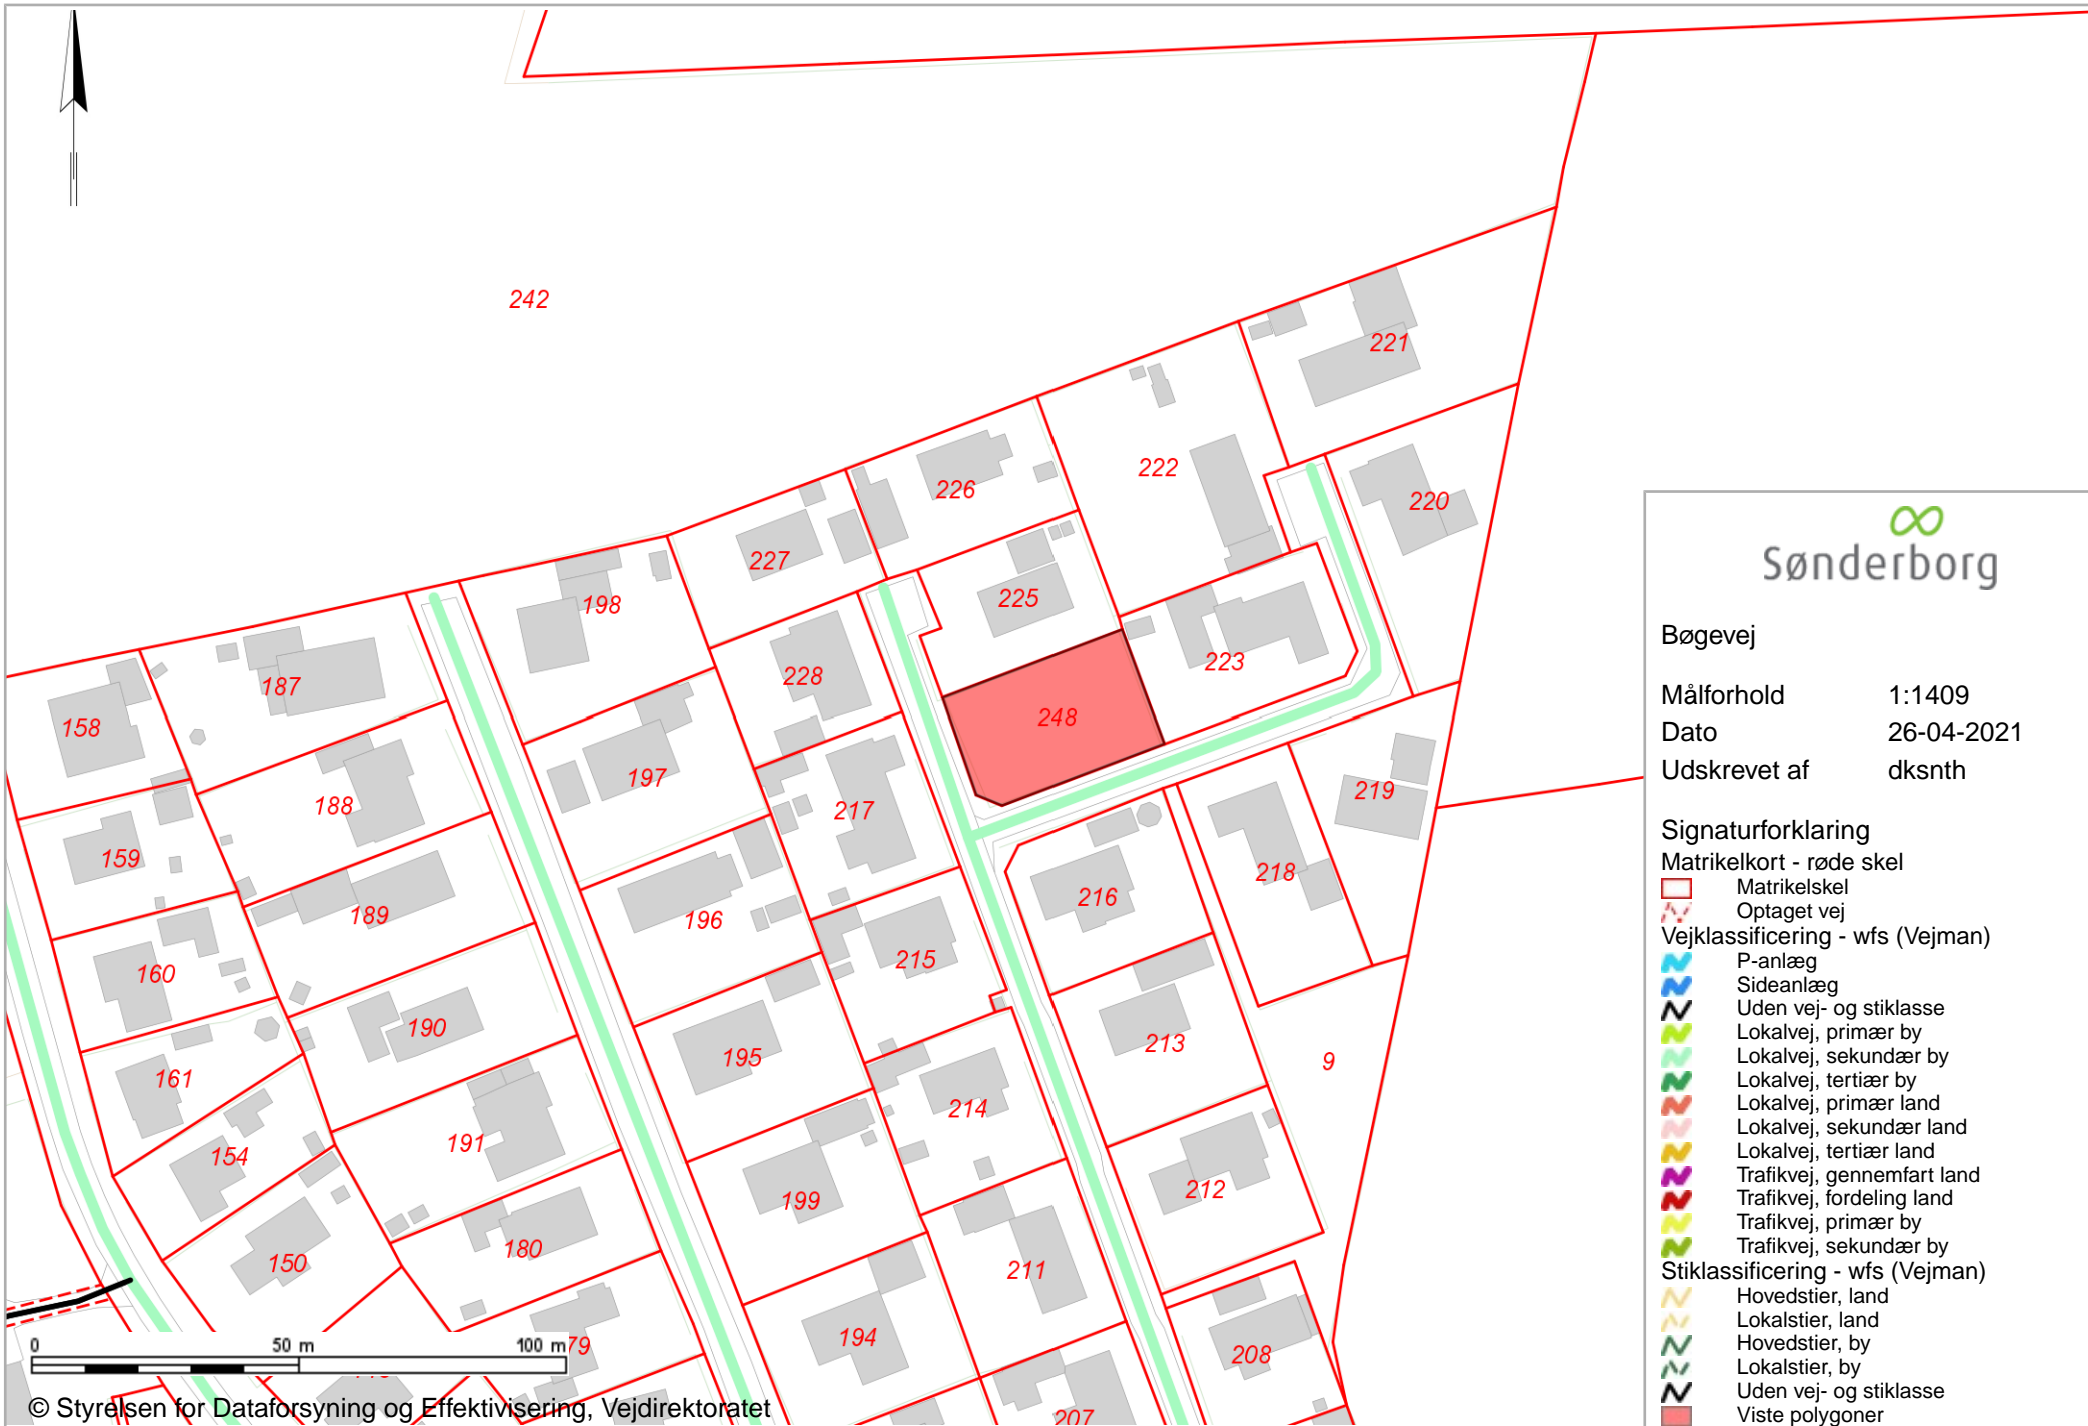 242
221
222
220
226
227
225
198
223
228
187
248
158
197
219
188
217
159
218
216
189
196
215
160
190
213
195
9
161
214
191
154
212
199
180
150
211
194
208
207
0 50 m 100 m
© Styrelsen for Dataforsyning og Effektivisering, Vejdirektoratet
Sønderborg
Bøgevej
Målforhold 1:1409
Dato 26-04-2021
Udskrevet af dksnth
Signaturforklaring
Matrikelkort - røde skel
Matrikelskel
Optaget vej
Vejklassificering - wfs (Vejman)
P-anlæg
Sideanlæg
Uden vej- og stiklasse
Lokalvej, primær by
Lokalvej, sekundær by
Lokalvej, tertiær by
Lokalvej, primær land
Lokalvej, sekundær land
Lokalvej, tertiær land
Trafikvej, gennemfart land
Trafikvej, fordeling land
Trafikvej, primær by
Trafikvej, sekundær by
Stiklassificering - wfs (Vejman)
Hovedstier, land
Lokalstier, land
Hovedstier, by
Lokalstier, by
Uden vej- og stiklasse
Viste polygoner